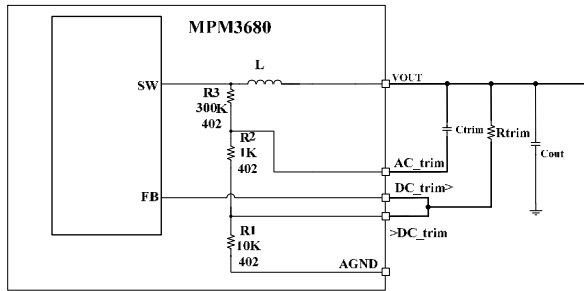 MPM3680
L
SW
VOUT
R3
300K
402
Ctrim
Rtrim
R2
1K
402
Cout
AC_trim
DC_trim>
FB
>DC_trim
R1
10K
402
AGND